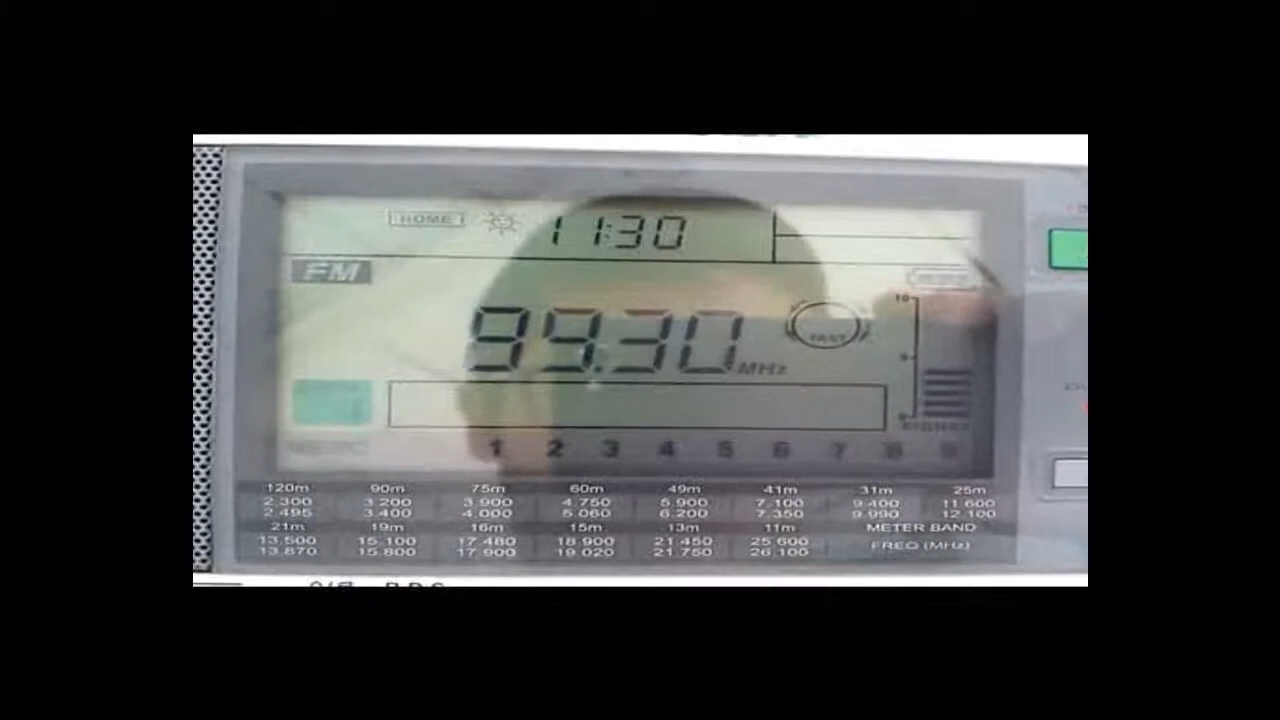 HOME 11:30
FM
99.30 MHz
FAST
10
SIGNAL
1 2 3 4 5 6 7 8 9
120m 90m 75m 60m 49m 41m 31m 25m
2.300 3.200 3.900 4.750 5.900 7.100 9.400 11.600
2.495 3.400 4.000 5.060 6.200 7.350 9.990 12.100
21m 19m 16m 15m 13m 11m METER BAND
13.500 15.100 17.480 18.900 21.450 25.600 FREQ (MHz)
13.870 15.800 17.900 19.020 21.750 26.100